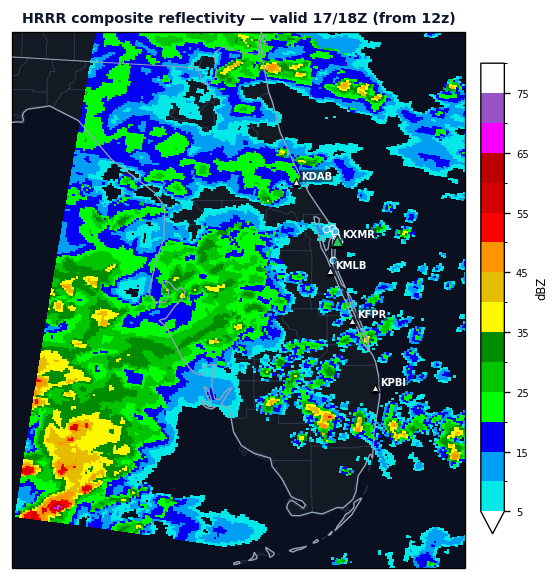 HRRR composite reflectivity — valid 17/18Z (from 12z)
KDAB
KXMR
KMLB
KFPR
KPBI
75
65
55
45
35
25
15
5
dBZ